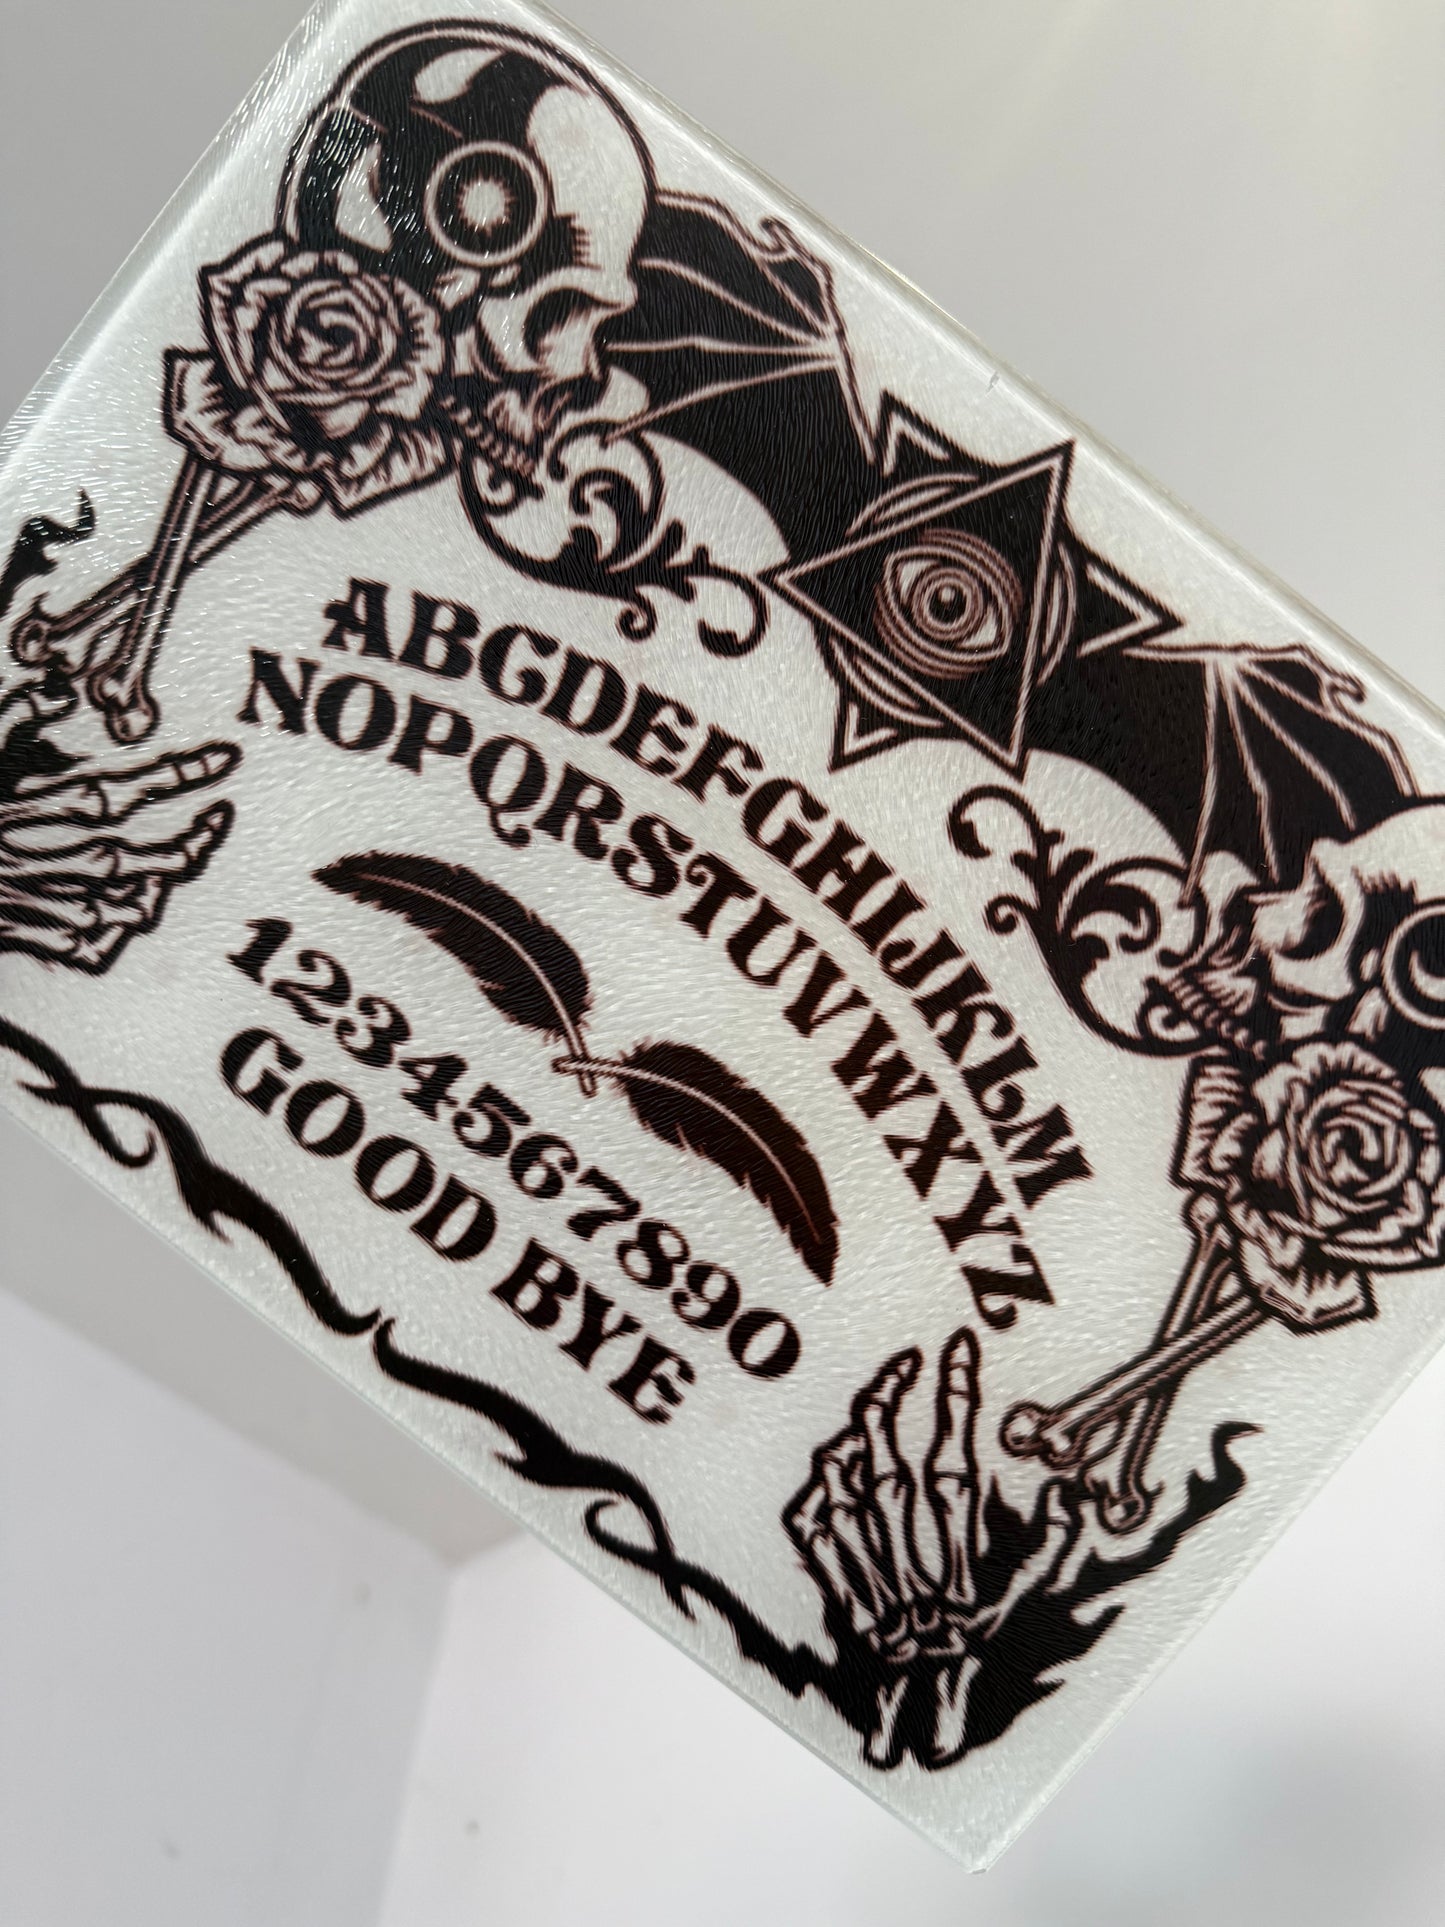 ABCDEFGHIJKLM
NOPQRSTUVWXYZ
1234567890
GOOD BYE